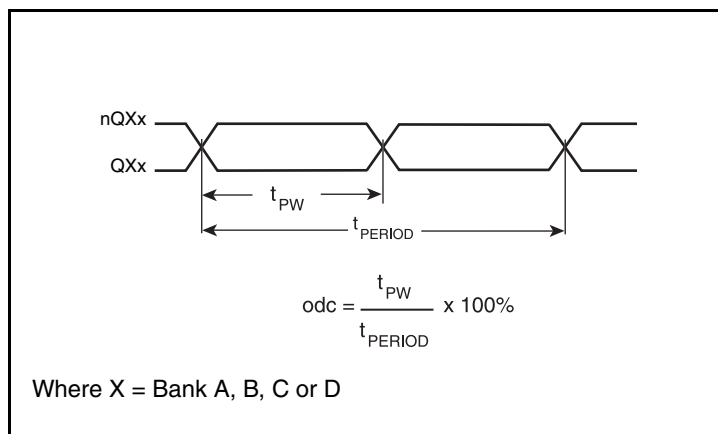 nQXx
QXx
tPW
tPERIOD
odc = tPW / tPERIOD x 100%
Where X = Bank A, B, C or D